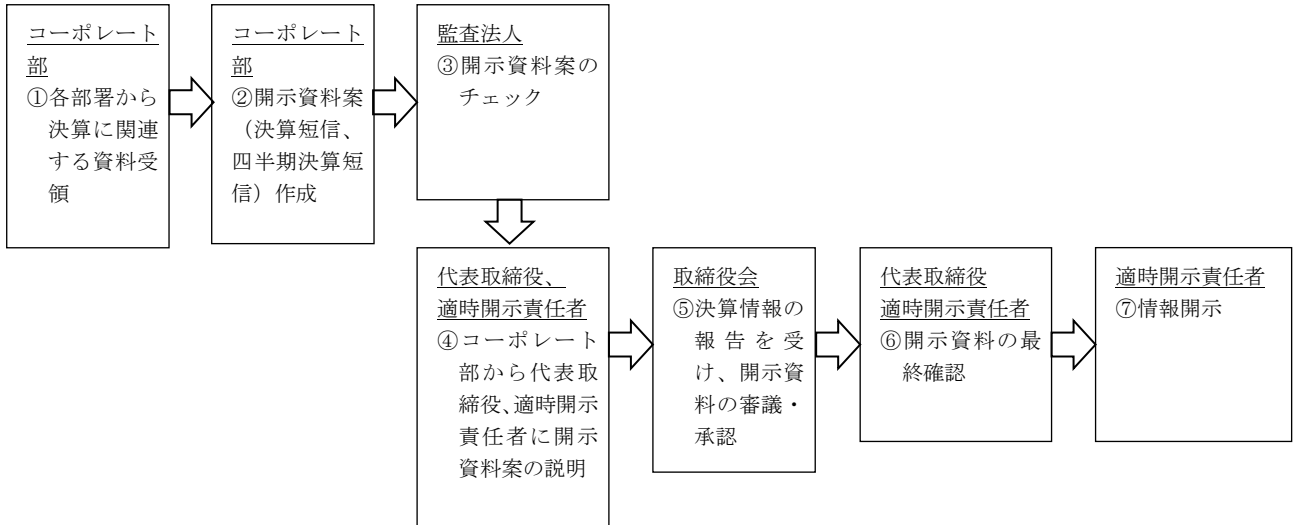 コーポレート
部
①各部署から
決算に関連
する資料受
領
コーポレート
部
②開示資料案
（決算短信、
四半期決算短
信）作成
監査法人
③開示資料案の
チェック
代表取締役、
適時開示責任者
④コーポレート
部から代表取
締役、適時開示
責任者に開示
資料案の説明
取締役会
⑤決算情報の
報告を受
け、開示資
料の審議・
承認
代表取締役
適時開示責任者
⑥開示資料の最
終確認
適時開示責任者
⑦情報開示